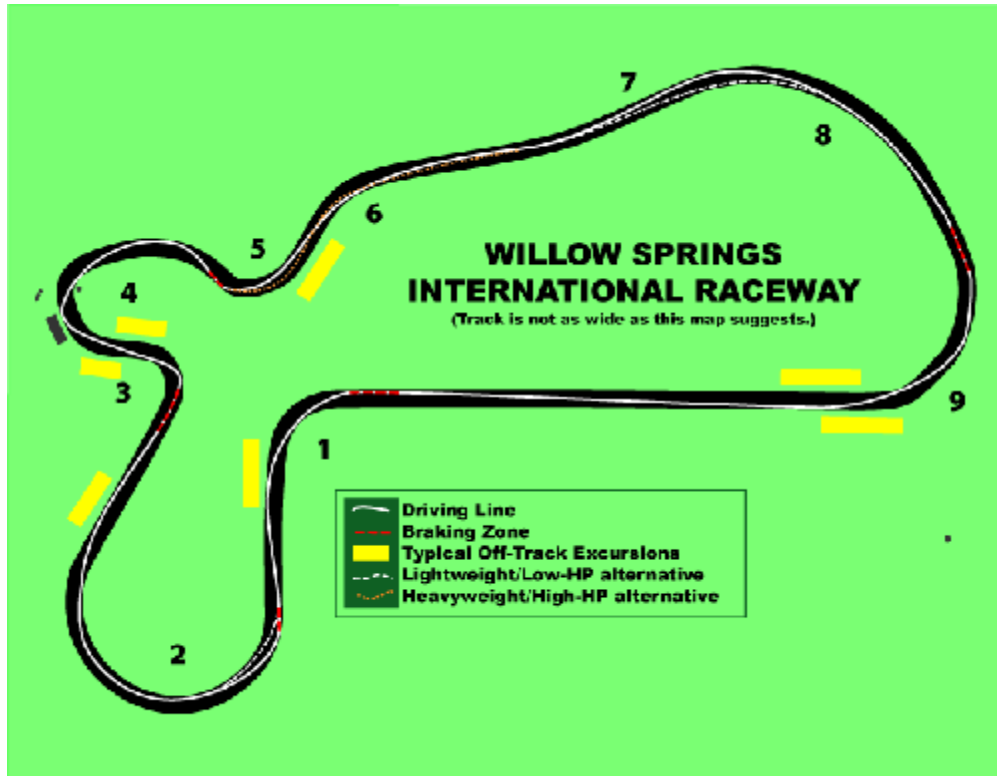 7
8
5
6
WILLOW SPRINGS
INTERNATIONAL RACEWAY
(Track is not as wide as this map suggests.)
4
3
9
1
Driving Line
Braking Zone
Typical Off-Track Excursions
Lightweight/Low-HP alternative
Heavyweight/High-HP alternative
2